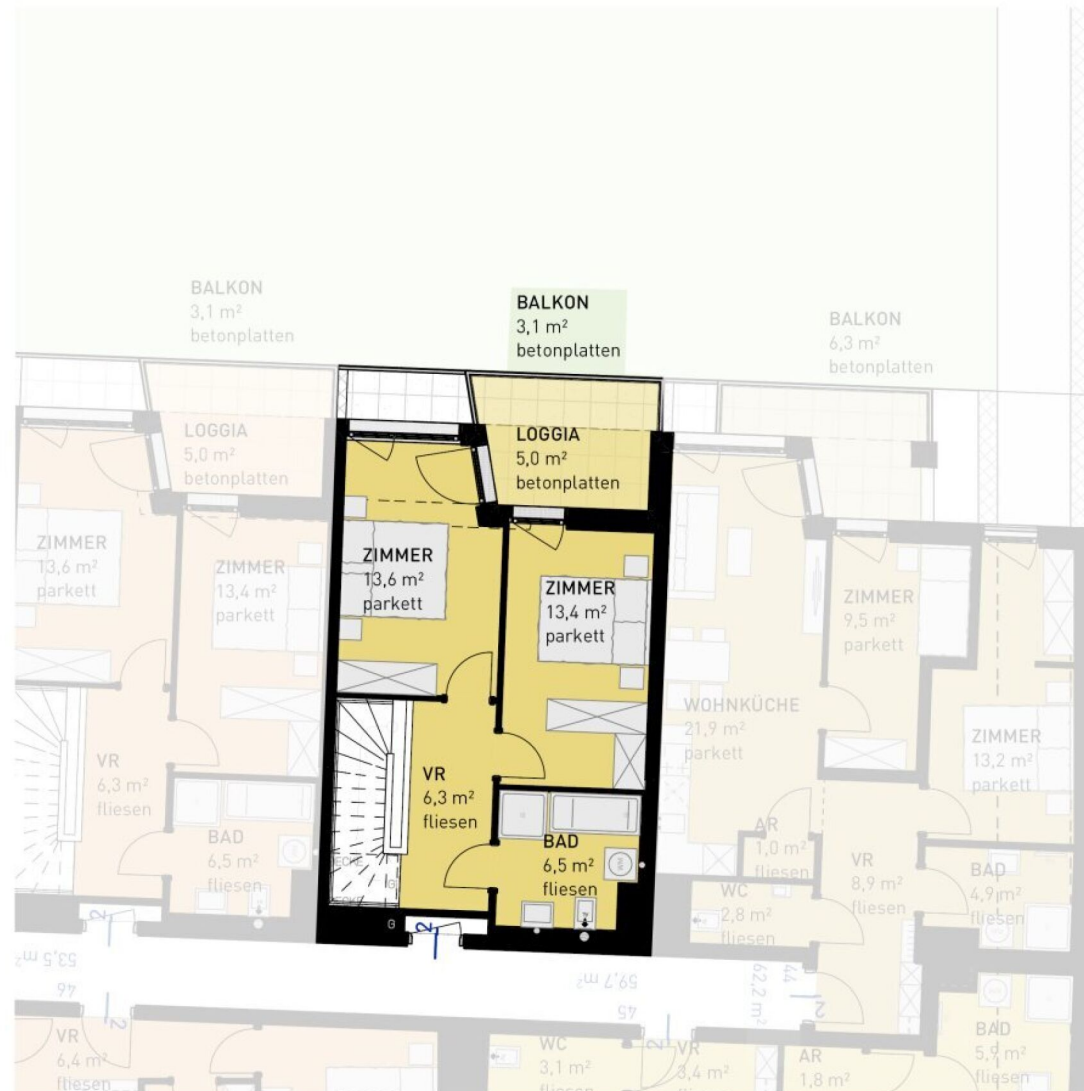 BALKON
3,1 m²
betonplatten
BALKON
3,1 m²
betonplatten
BALKON
6,3 m²
betonplatten
LOGGIA
5,0 m²
betonplatten
LOGGIA
5,0 m²
betonplatten
ZIMMER
13,6 m²
parkett
ZIMMER
13,4 m²
parkett
ZIMMER
13,6 m²
parkett
ZIMMER
13,4 m²
parkett
ZIMMER
9,5 m²
parkett
WOHNKÜCHE
21,9 m²
parkett
ZIMMER
13,2 m²
parkett
VR
6,3 m²
fliesen
VR
6,3 m²
fliesen
BAD
6,5 m²
fliesen
BAD
6,5 m²
fliesen
AR
1,0 m²
fliesen
VR
8,9 m²
fliesen
BAD
4,9 m²
fliesen
WC
2,8 m²
fliesen
G
G
2
2
2
2
53,5 m²
46
59,7 m²
45
62,2 m²
44
VR
6,4 m²
fliesen
WC
3,1 m²
fliesen
VR
3,4 m²
AR
1,8 m²
BAD
5,9 m²
fliesen